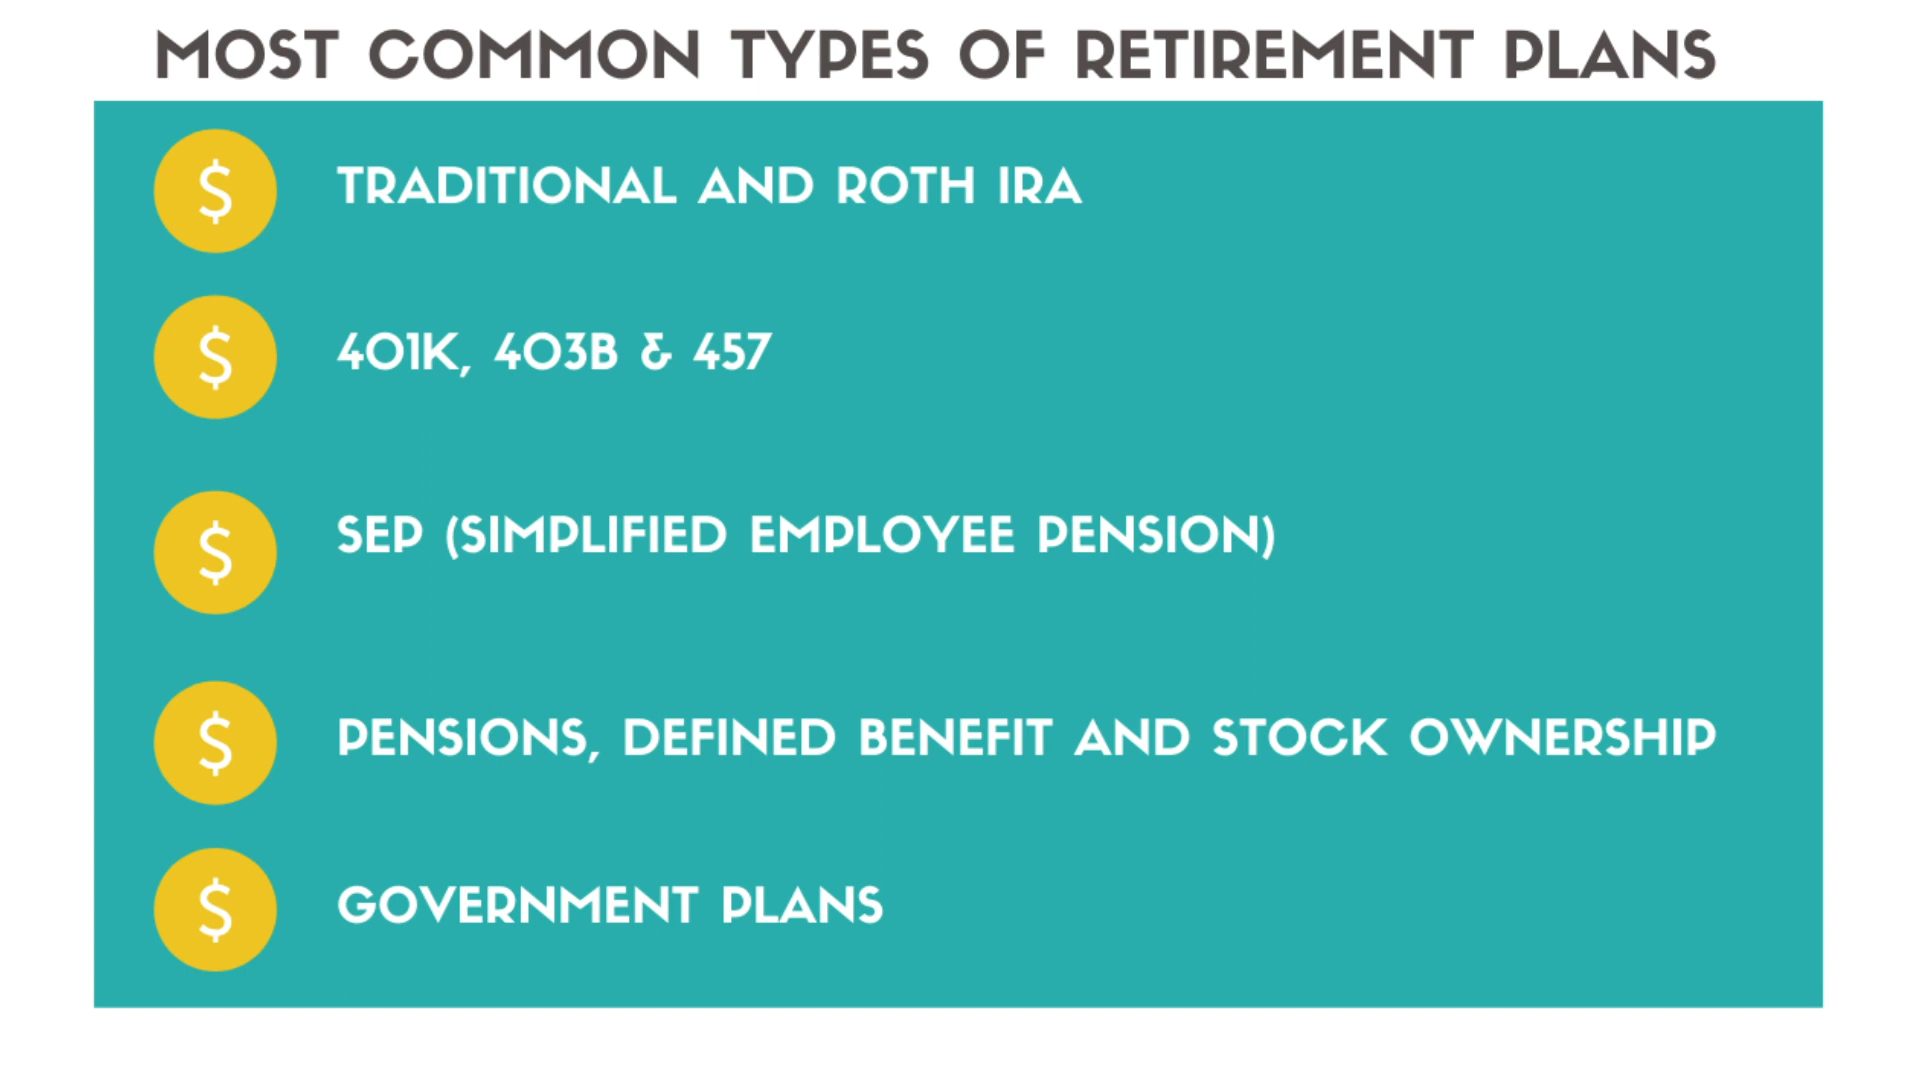 MOST COMMON TYPES OF RETIREMENT PLANS
$ TRADITIONAL AND ROTH IRA
$ 401K, 403B & 457
$ SEP (SIMPLIFIED EMPLOYEE PENSION)
$ PENSIONS, DEFINED BENEFIT AND STOCK OWNERSHIP
$ GOVERNMENT PLANS